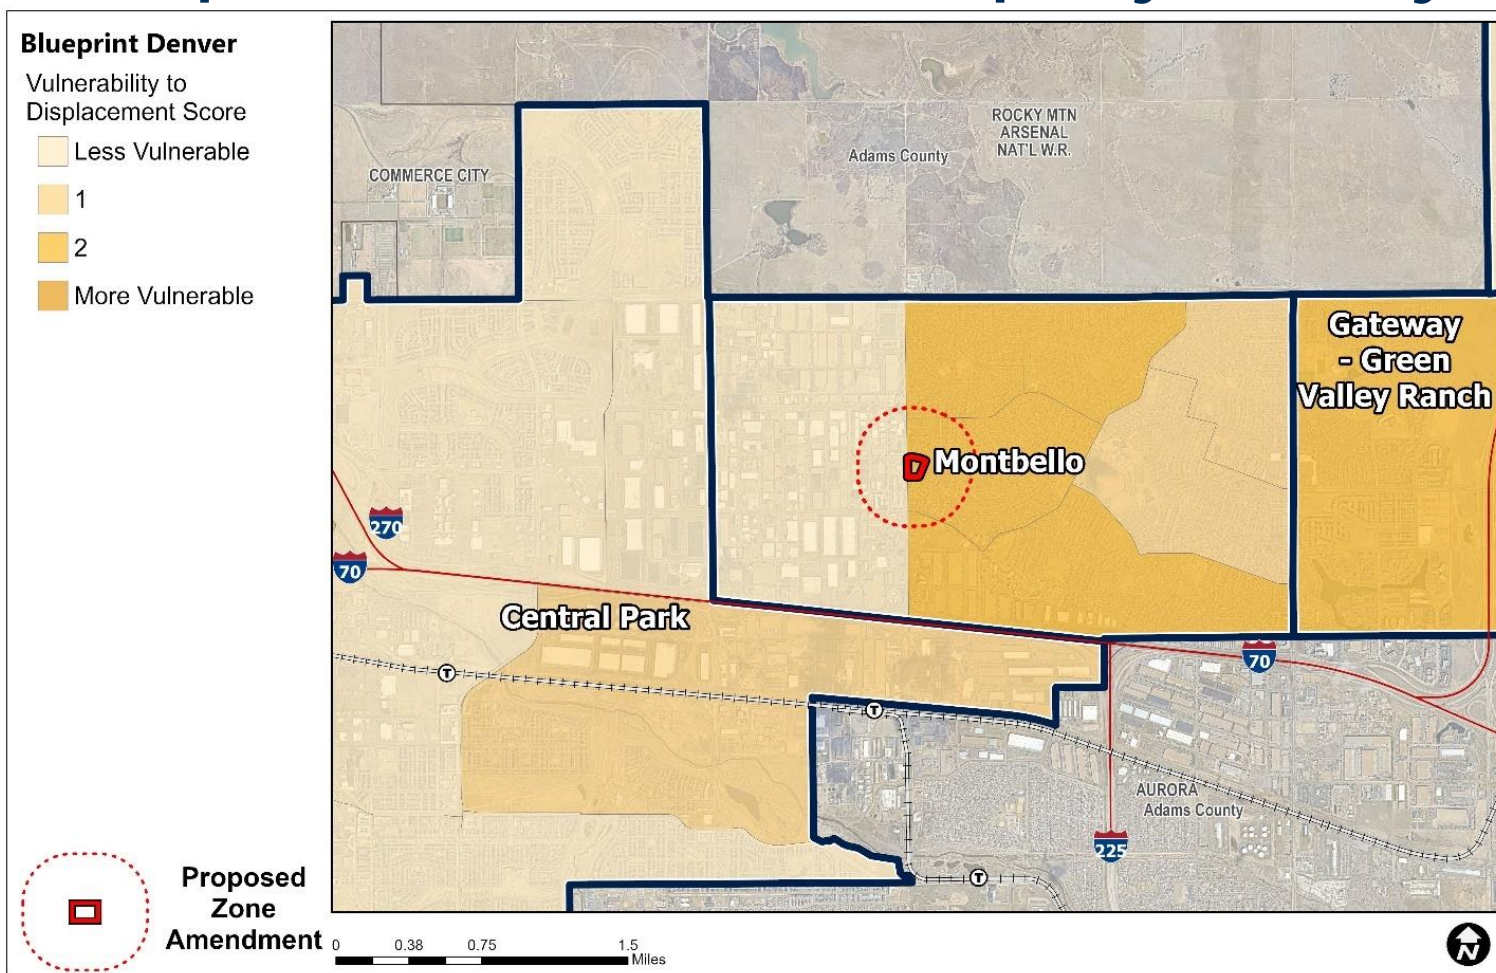 Blueprint Denver
Vulnerability to
Displacement Score
Less Vulnerable
1
2
More Vulnerable
COMMERCE CITY
Adams County
ROCKY MTN
ARSENAL
NAT'L W.R.
Gateway
- Green
Valley Ranch
Montbello
270
70
Central Park
T
70
T
AURORA
Adams County
225
T
Proposed
Zone
Amendment
0 0.38 0.75 1.5
Miles
N